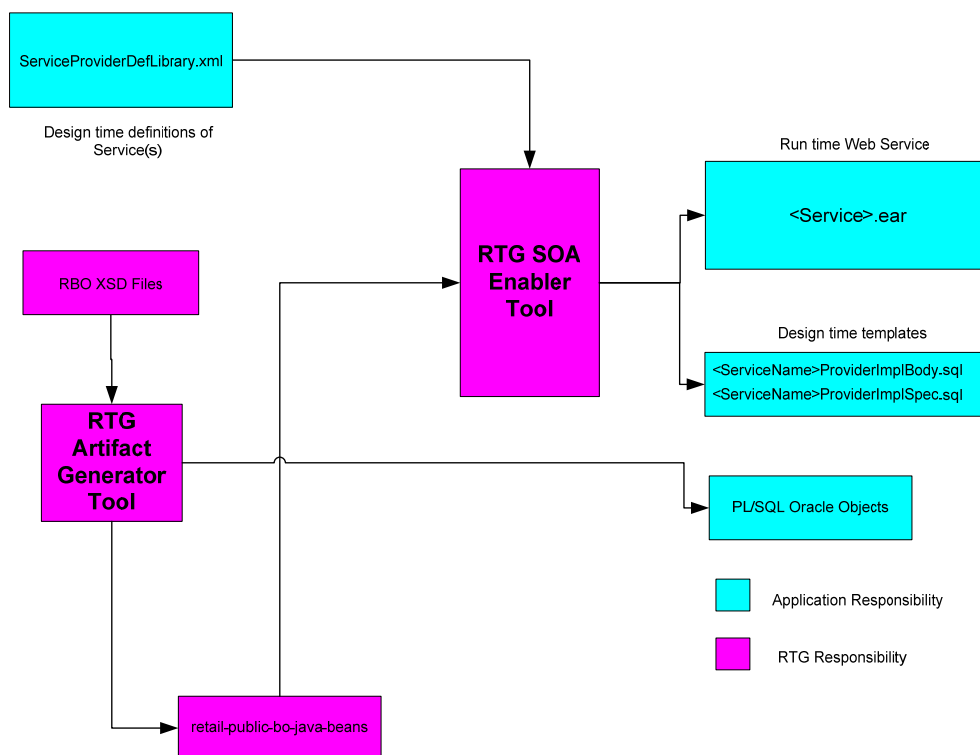 ServiceProviderDefLibrary.xml
Design time definitions of
Service(s)
Run time Web Service
<Service>.ear
RTG SOA
Enabler
Tool
RBO XSD Files
Design time templates
<ServiceName>ProviderImplBody.sql
<ServiceName>ProviderImplSpec.sql
RTG
Artifact
Generator
Tool
PL/SQL Oracle Objects
Application Responsibility
RTG Responsibility
retail-public-bo-java-beans